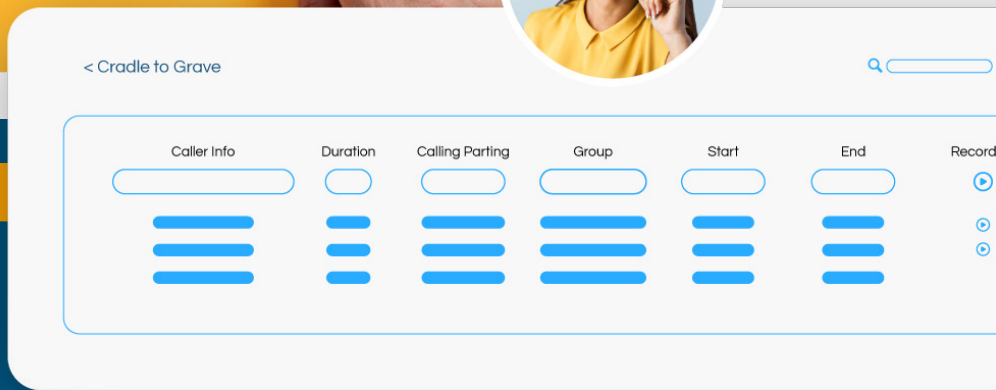 < Cradle to Grave
Caller Info Duration Calling Parting Group Start End Record